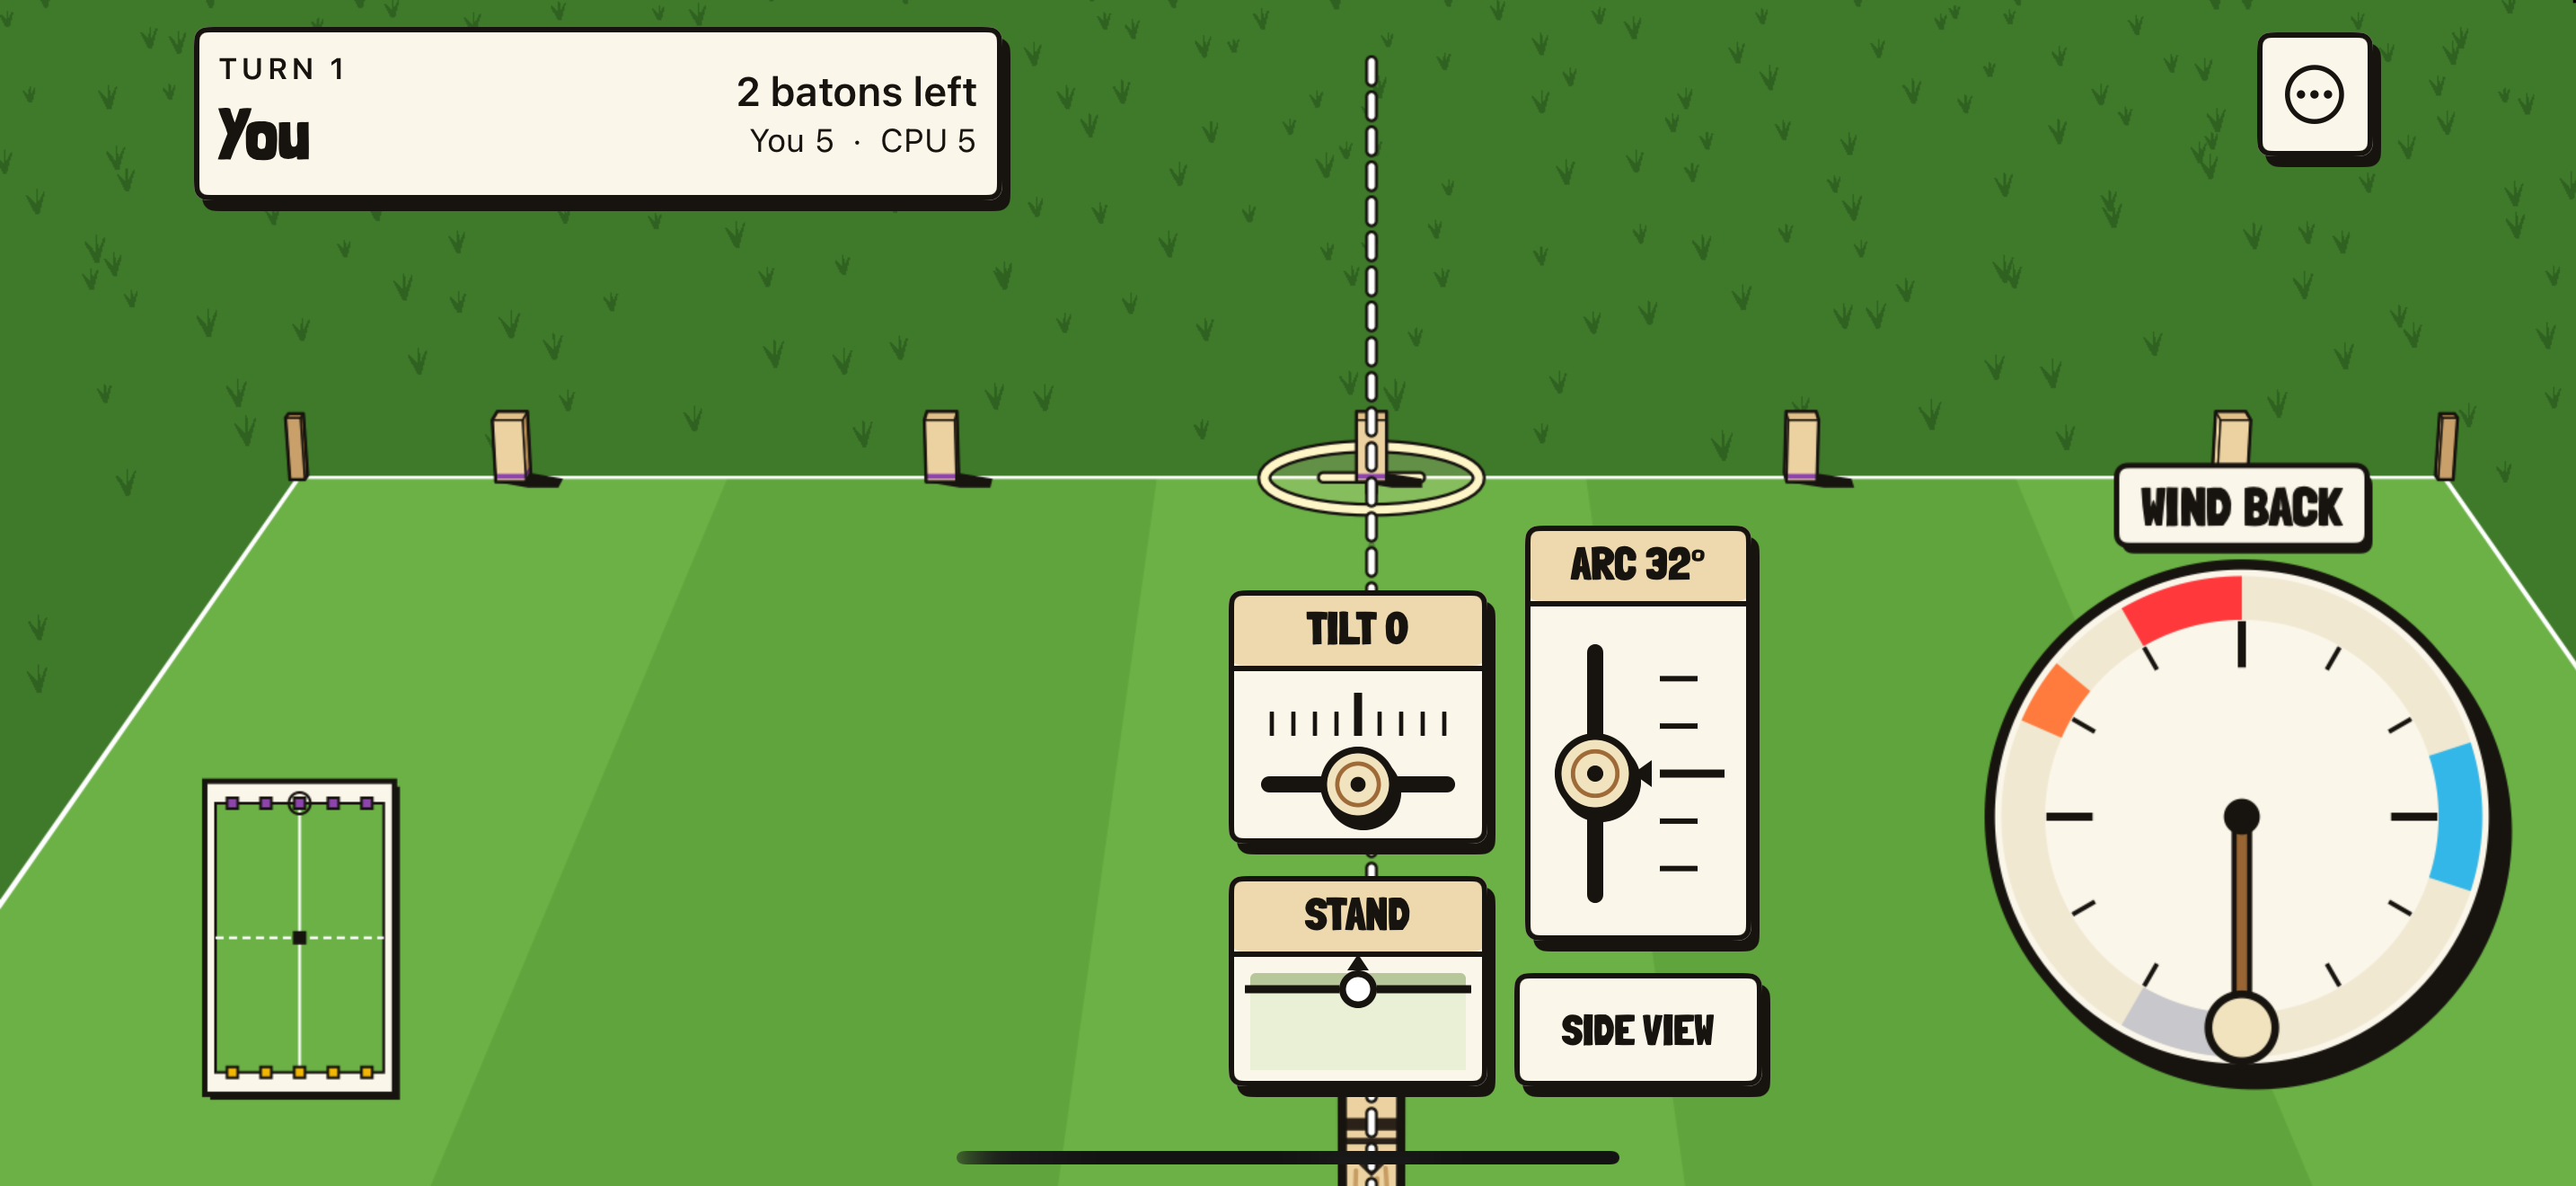 TURN 1
You
2 batons left
You 5 · CPU 5
WIND BACK
ARC 32°
TILT 0
STAND
SIDE VIEW